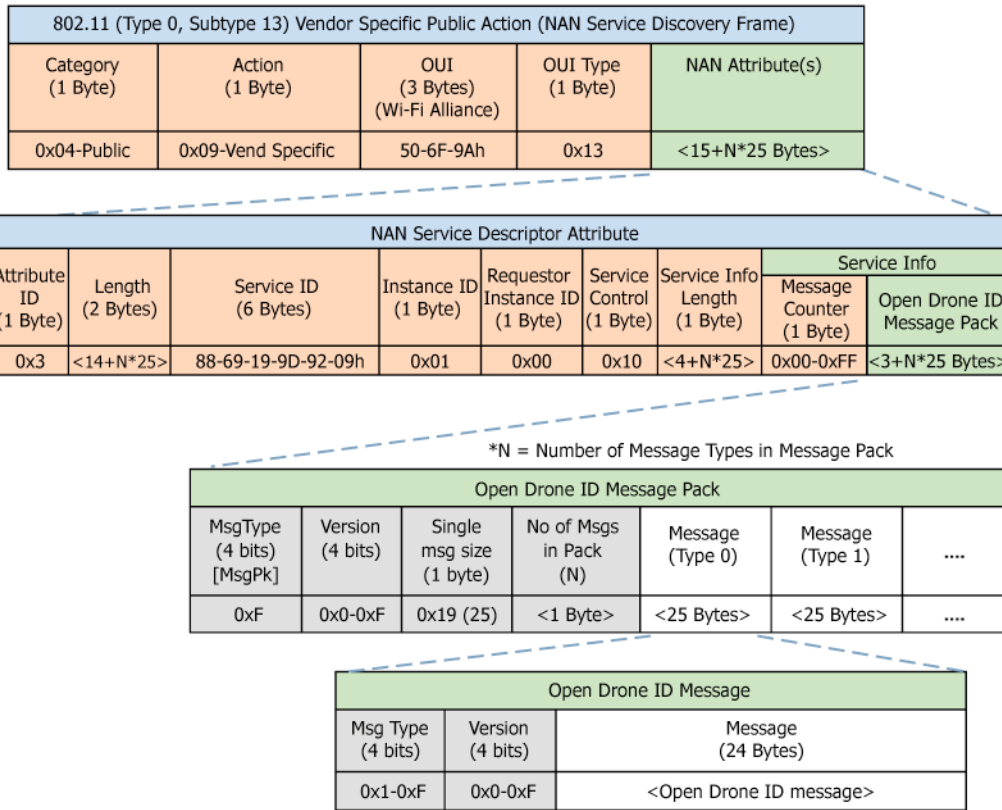 802.11 (Type 0, Subtype 13) Vendor Specific Public Action (NAN Service Discovery Frame)
Category
(1 Byte)
Action
(1 Byte)
OUI
(3 Bytes)
(Wi-Fi Alliance)
OUI Type
(1 Byte)
NAN Attribute(s)
0x04-Public
0x09-Vend Specific
50-6F-9Ah
0x13
<15+N*25 Bytes>
NAN Service Descriptor Attribute
Attribute
ID
(1 Byte)
Length
(2 Bytes)
Service ID
(6 Bytes)
Instance ID
(1 Byte)
Requestor
Instance ID
(1 Byte)
Service
Control
(1 Byte)
Service Info
Length
(1 Byte)
Service Info
Message
Counter
(1 Byte)
Open Drone ID
Message Pack
0x3
<14+N*25>
88-69-19-9D-92-09h
0x01
0x00
0x10
<4+N*25>
0x00-0xFF
<3+N*25 Bytes>
*N = Number of Message Types in Message Pack
Open Drone ID Message Pack
MsgType
(4 bits)
[MsgPk]
Version
(4 bits)
Single
msg size
(1 byte)
No of Msgs
in Pack
(N)
Message
(Type 0)
Message
(Type 1)
....
0xF
0x0-0xF
0x19 (25)
<1 Byte>
<25 Bytes>
<25 Bytes>
....
Open Drone ID Message
Msg Type
(4 bits)
Version
(4 bits)
Message
(24 Bytes)
0x1-0xF
0x0-0xF
<Open Drone ID message>